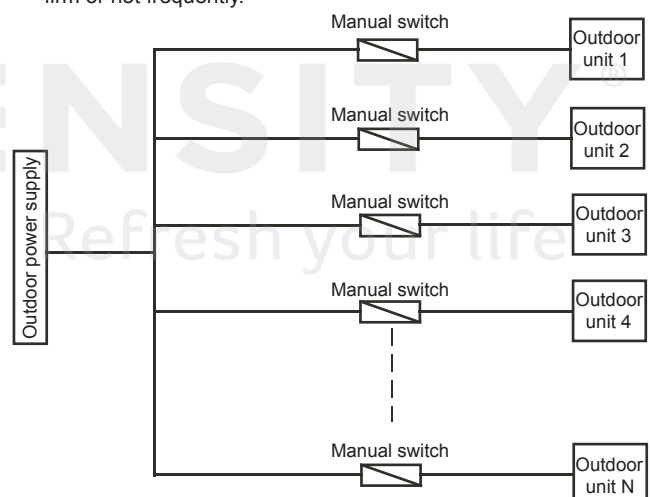 firm or not frequently.
Manual switch
Outdoor
unit 1
ENSITY®
Manual switch
Outdoor
unit 2
Outdoor power supply
Manual switch
Outdoor
unit 3
Refresh your life
Manual switch
Outdoor
unit 4
Manual switch
Outdoor
unit N